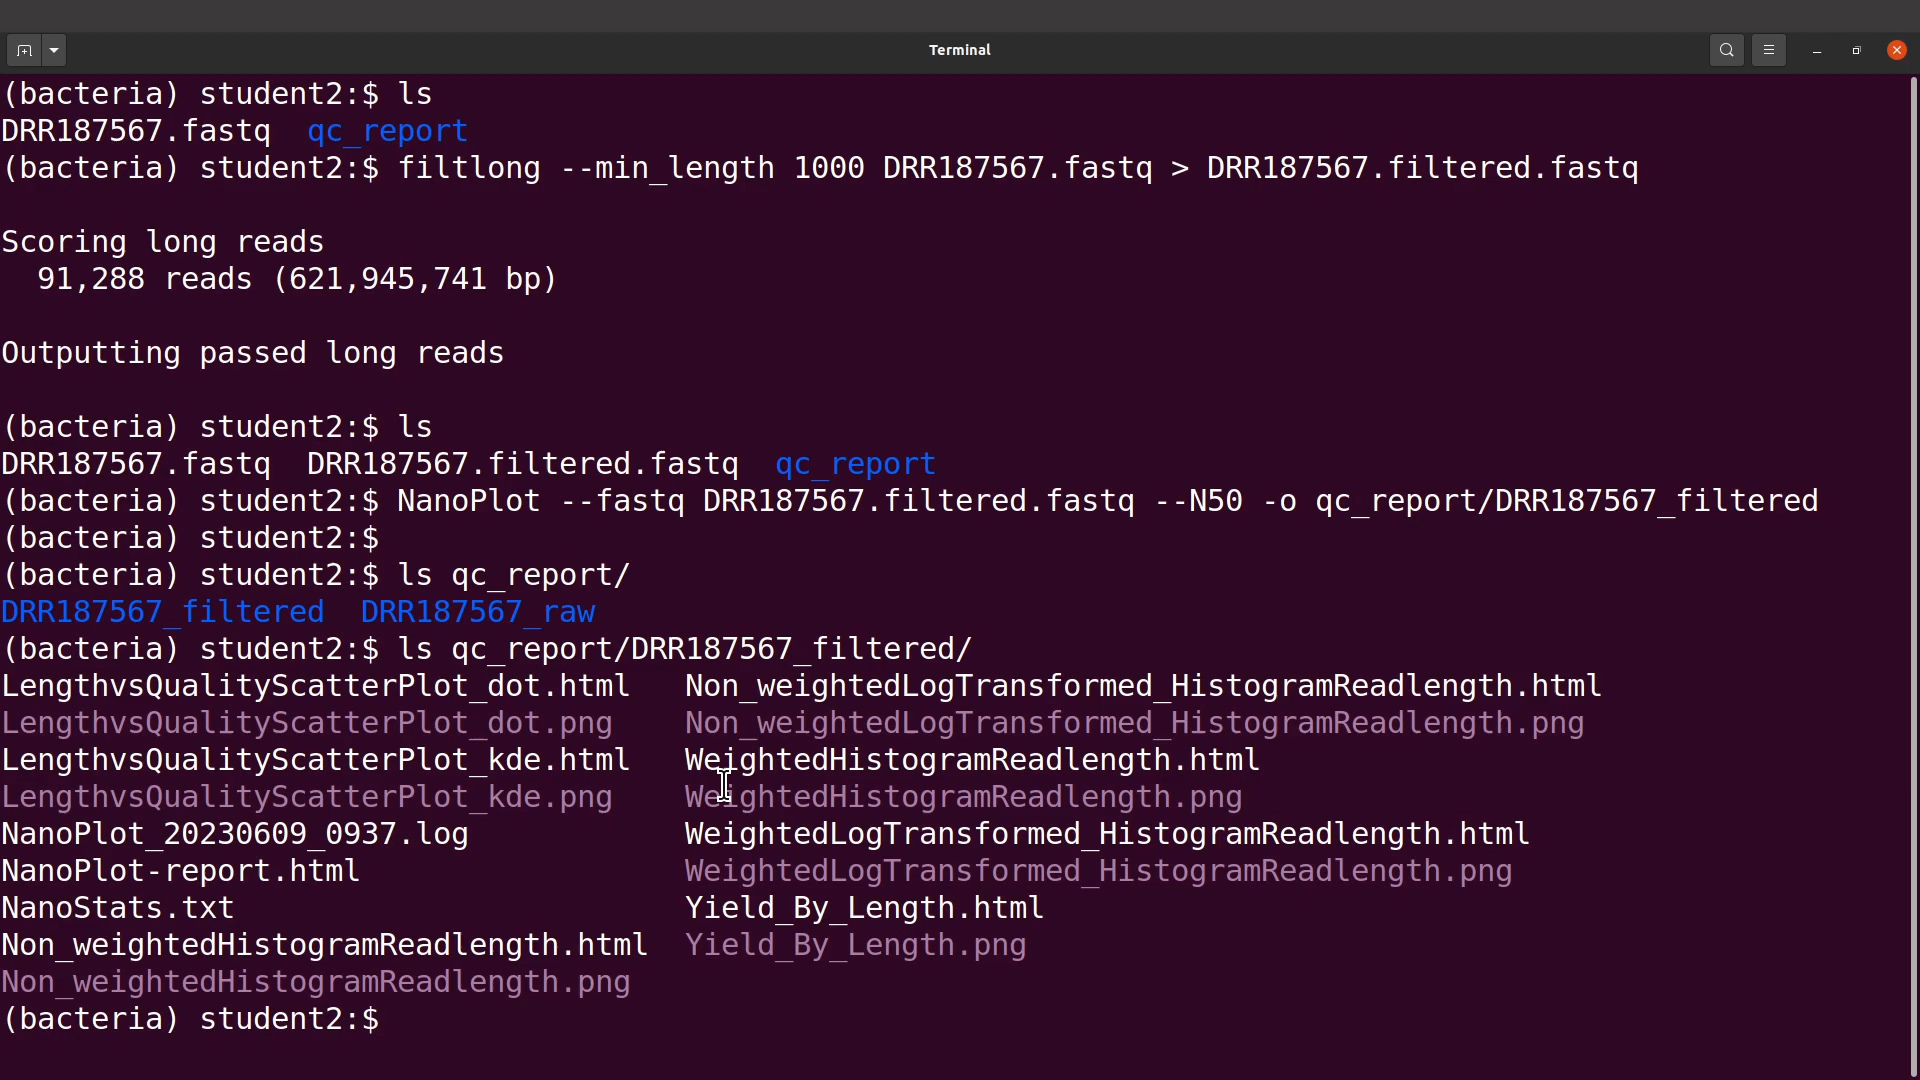 Terminal
(bacteria) student2:$ ls
DRR187567.fastq  qc_report
(bacteria) student2:$ filtlong --min_length 1000 DRR187567.fastq > DRR187567.filtered.fastq
Scoring long reads
  91,288 reads (621,945,741 bp)
Outputting passed long reads
(bacteria) student2:$ ls
DRR187567.fastq  DRR187567.filtered.fastq  qc_report
(bacteria) student2:$ NanoPlot --fastq DRR187567.filtered.fastq --N50 -o qc_report/DRR187567_filtered
(bacteria) student2:$
(bacteria) student2:$ ls qc_report/
DRR187567_filtered  DRR187567_raw
(bacteria) student2:$ ls qc_report/DRR187567_filtered/
LengthvsQualityScatterPlot_dot.html   Non_weightedLogTransformed_HistogramReadlength.html
LengthvsQualityScatterPlot_dot.png    Non_weightedLogTransformed_HistogramReadlength.png
LengthvsQualityScatterPlot_kde.html   WeightedHistogramReadlength.html
LengthvsQualityScatterPlot_kde.png    WeightedHistogramReadlength.png
NanoPlot_20230609_0937.log            WeightedLogTransformed_HistogramReadlength.html
NanoPlot-report.html                  WeightedLogTransformed_HistogramReadlength.png
NanoStats.txt                         Yield_By_Length.html
Non_weightedHistogramReadlength.html  Yield_By_Length.png
Non_weightedHistogramReadlength.png
(bacteria) student2:$